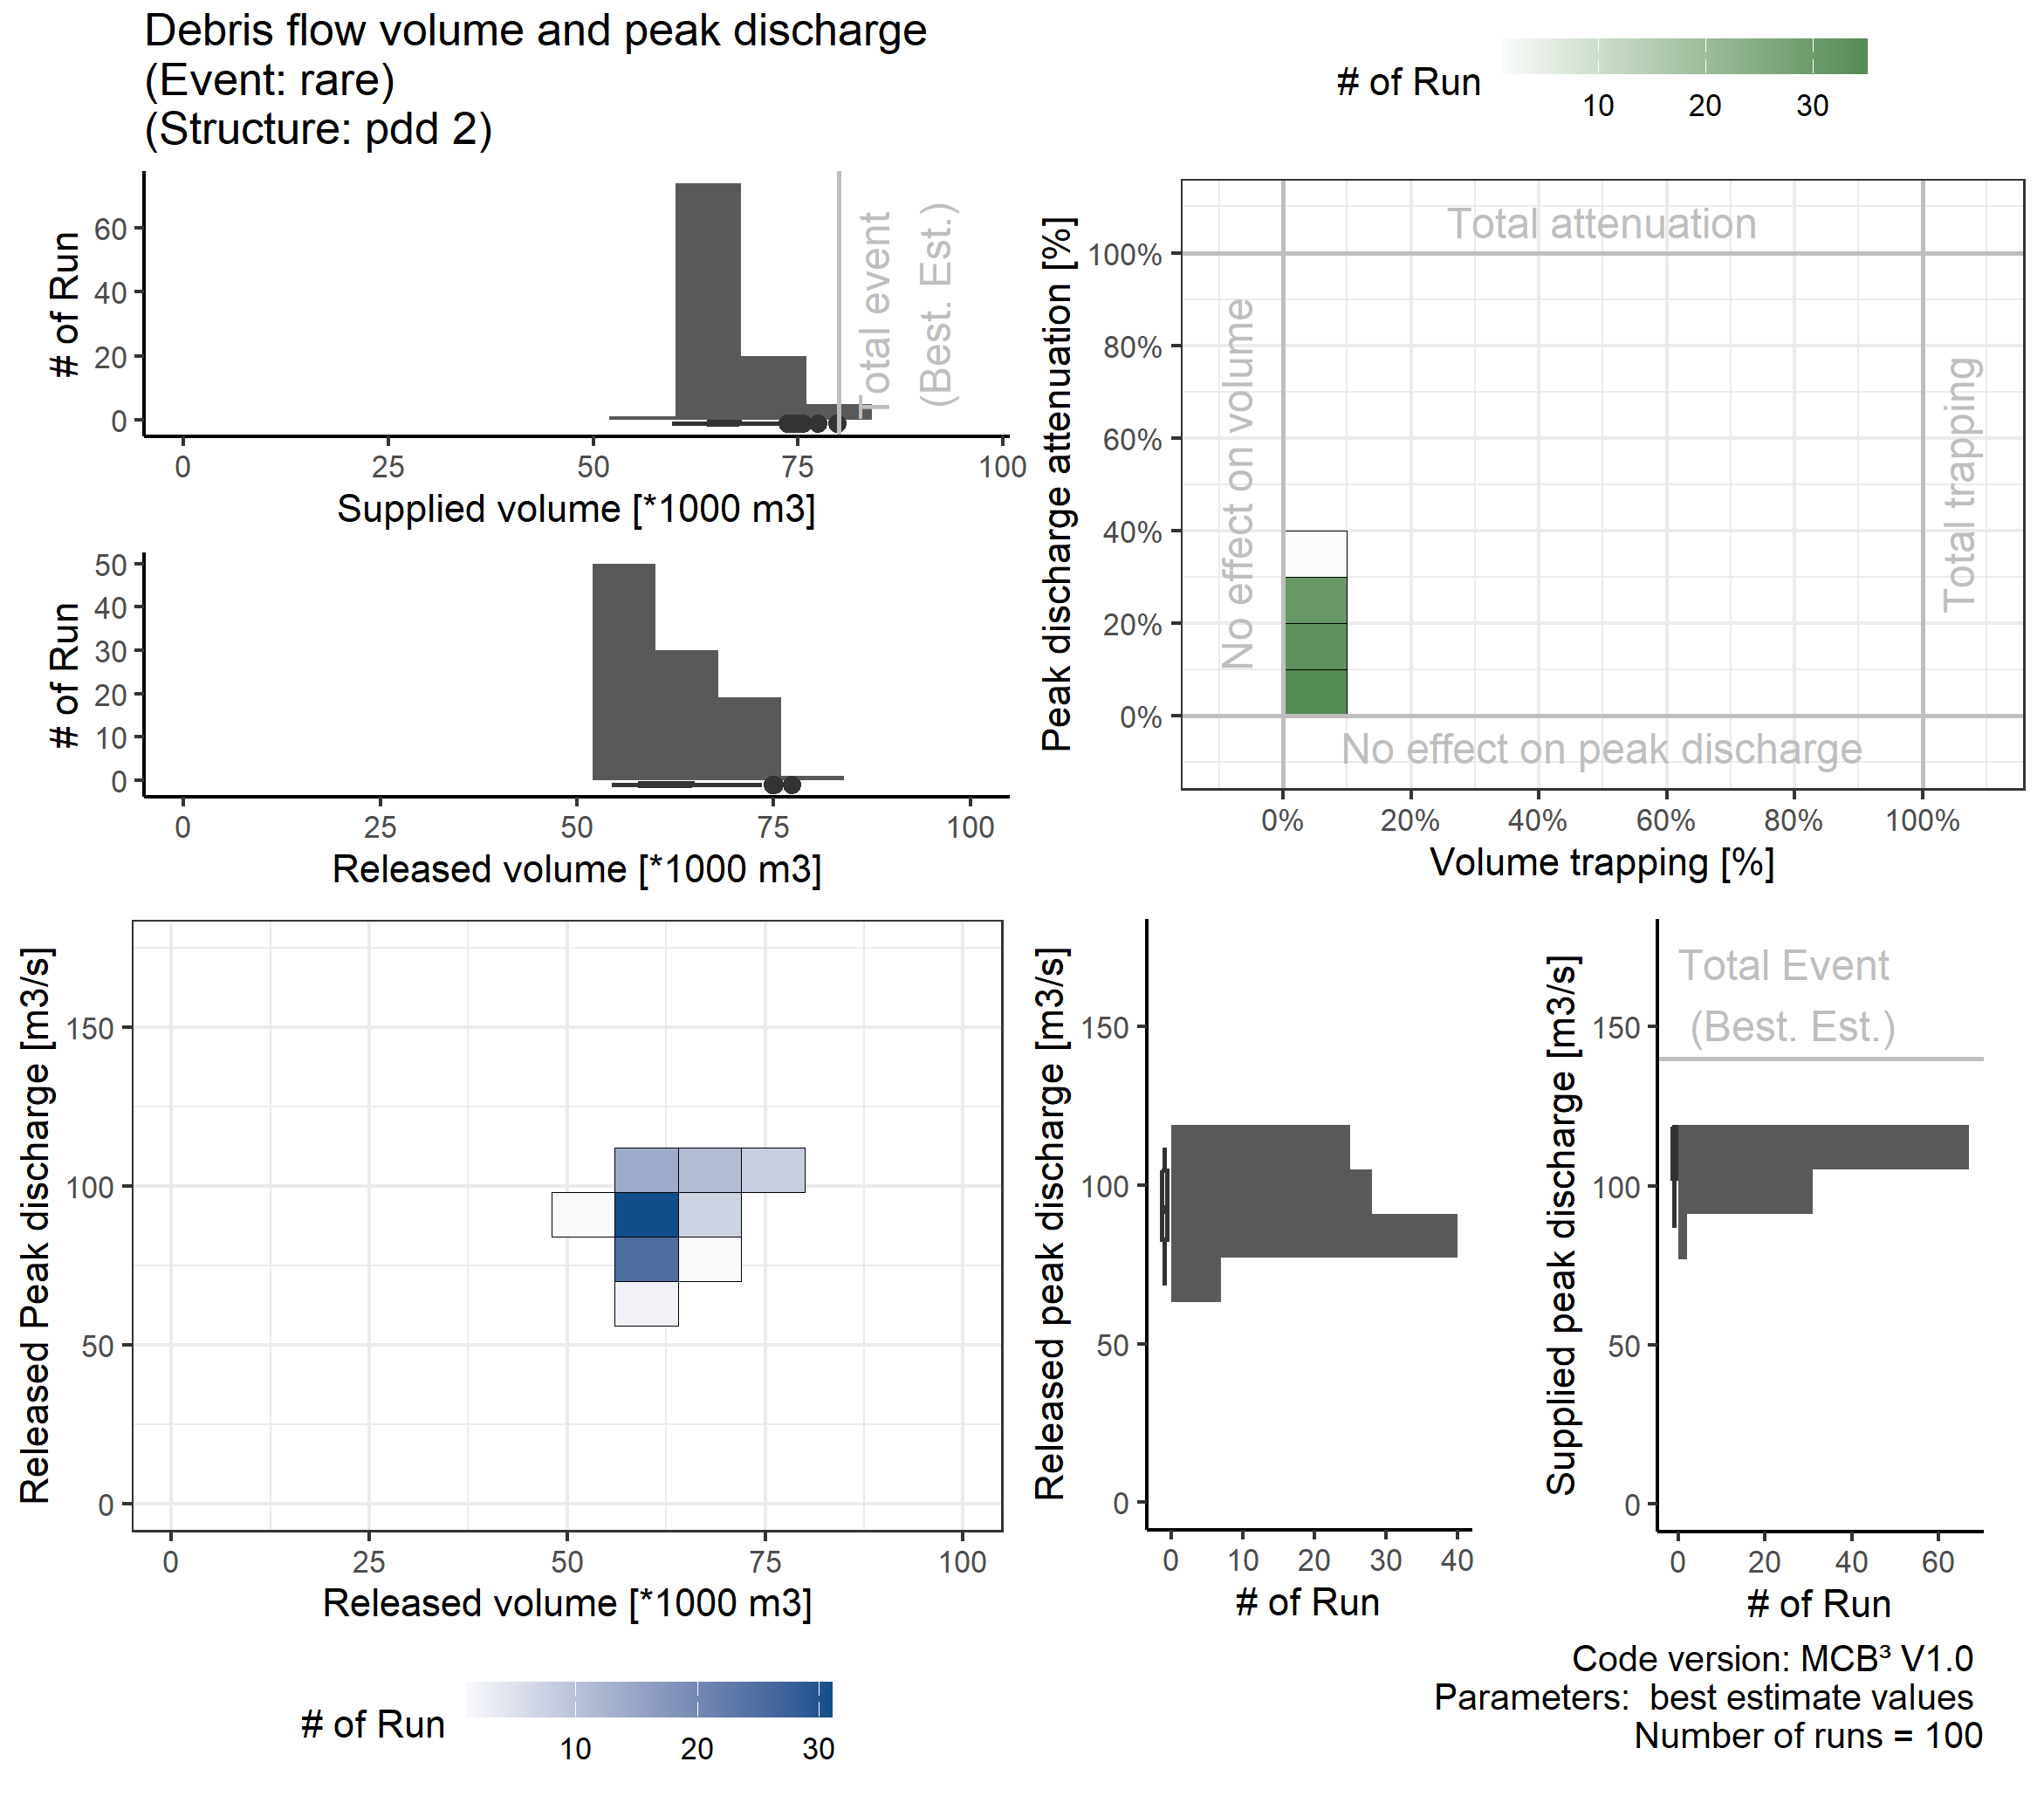 Debris flow volume and peak discharge
(Event: rare)
(Structure: pdd 2)
# of Run
10 20 30
# of Run
60
40
20
0
Total event
(Best. Est.)
0 25 50 75 100
Supplied volume [*1000 m3]
# of Run
50
40
30
20
10
0
0 25 50 75 100
Released volume [*1000 m3]
Peak discharge attenuation [%]
100%
80%
60%
40%
20%
0%
Total attenuation
No effect on volume
Total trapping
No effect on peak discharge
0% 20% 40% 60% 80% 100%
Volume trapping [%]
Released Peak discharge [m3/s]
150
100
50
0
0 25 50 75 100
Released volume [*1000 m3]
# of Run
10 20 30
Released peak discharge [m3/s]
150
100
50
0
0 10 20 30 40
# of Run
Supplied peak discharge [m3/s]
150
100
50
0
Total Event
(Best. Est.)
0 20 40 60
# of Run
Code version: MCB³ V1.0
Parameters:  best estimate values
Number of runs = 100